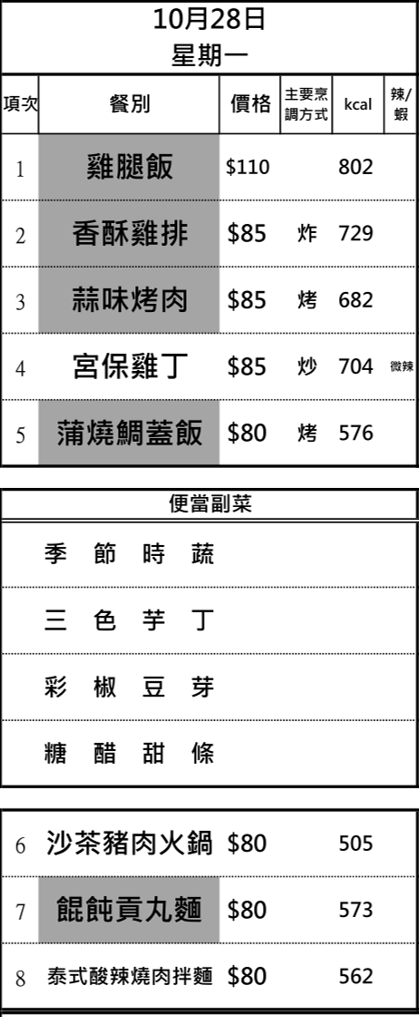 10月28日
星期一
項次 餐別 價格 主要烹調方式 kcal 辣/蝦
1 雞腿飯 $110 802
2 香酥雞排 $85 炸 729
3 蒜味烤肉 $85 烤 682
4 宮保雞丁 $85 炒 704 微辣
5 蒲燒鯛蓋飯 $80 烤 576
便當副菜
季節時蔬
三色芋丁
彩椒豆芽
糖醋甜條
6 沙茶豬肉火鍋 $80 505
7 餛飩貢丸麵 $80 573
8 泰式酸辣燒肉拌麵 $80 562